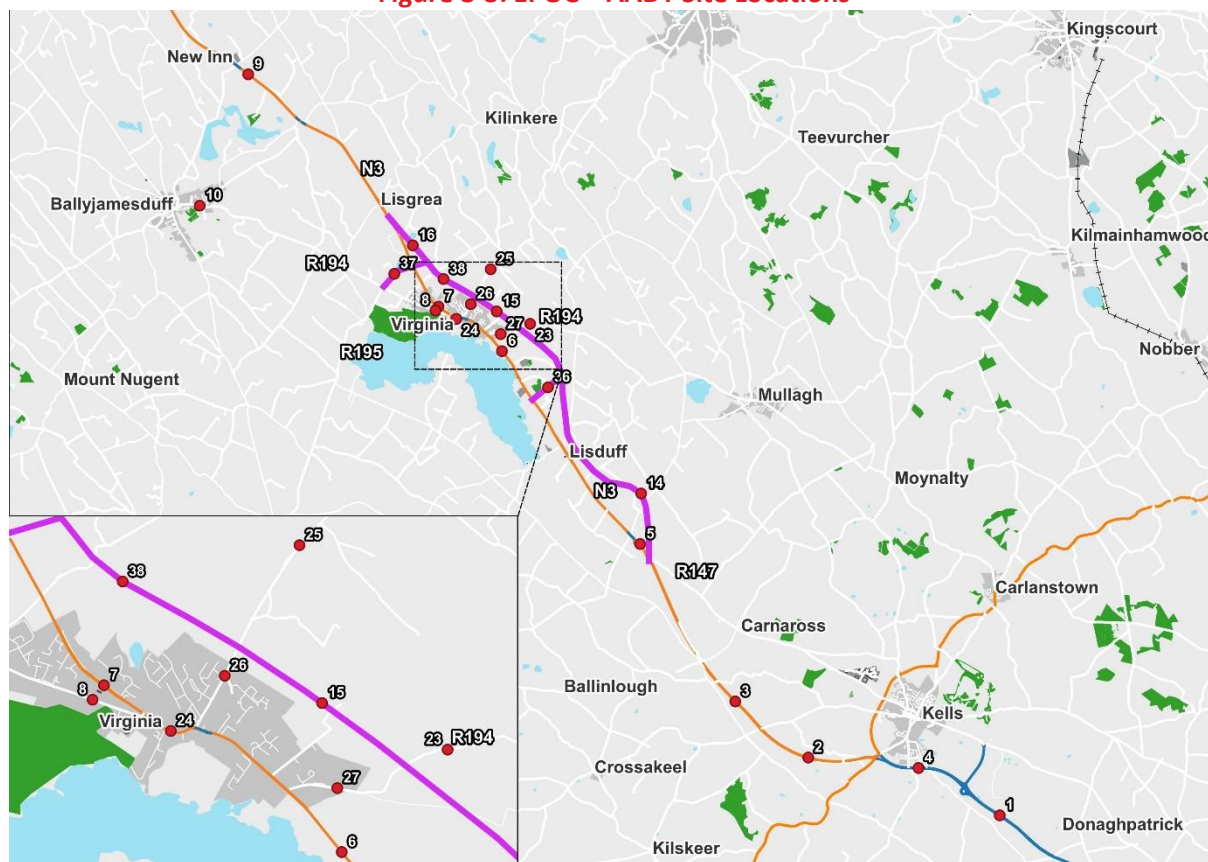 Kingscourt
New Inn
9
Kilinkere
Teevurcher
N3
Ballyjamesduff
10
Lisgrea
Kilmainhamwood
16
R194
37
25
38
8
7
26
15
R194
Virginia
24
27
23
6
R195
Nobber
Mount Nugent
36
Mullagh
Lisduff
Moynalty
N3
14
5
R147
Carlanstown
Carnaross
Ballinlough
3
Kells
2
4
Crossakeel
1
Donaghpatrick
Kilskeer
25
38
26
7
8
15
Virginia
24
23
R194
27
6